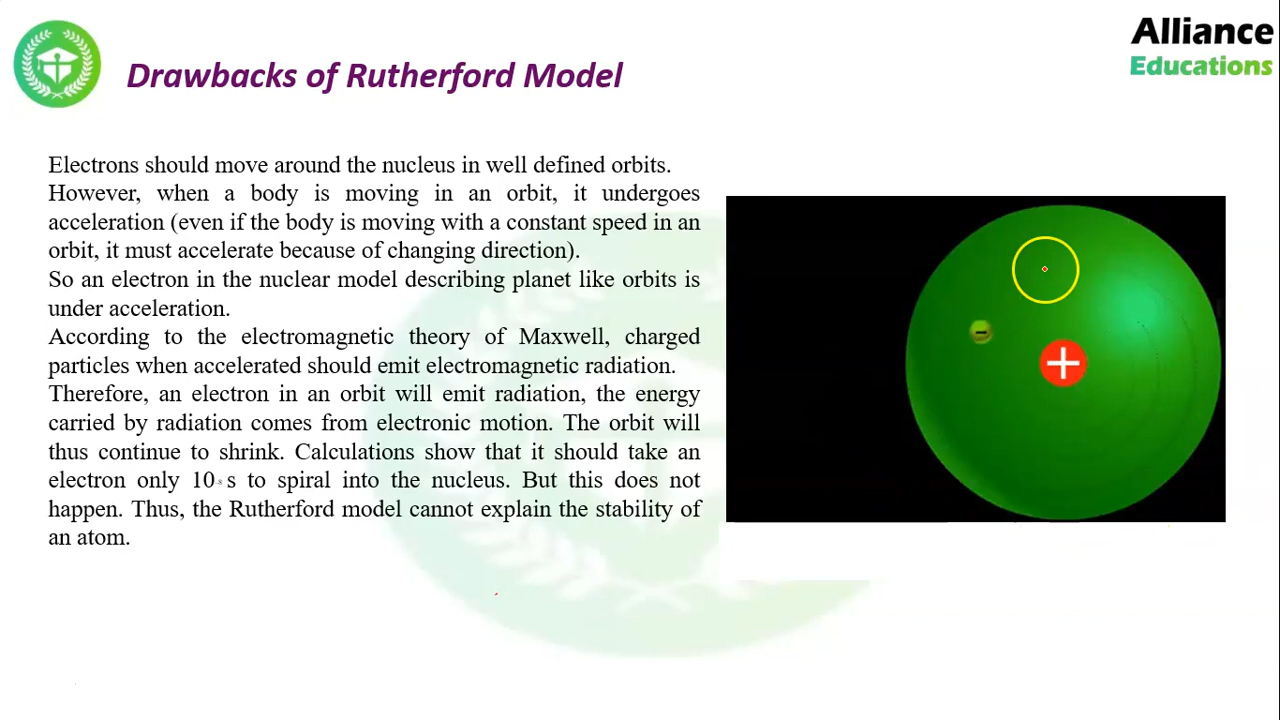 Alliance
Educations
Drawbacks of Rutherford Model
Electrons should move around the nucleus in well defined orbits.
However, when a body is moving in an orbit, it undergoes
acceleration (even if the body is moving with a constant speed in an
orbit, it must accelerate because of changing direction).
So an electron in the nuclear model describing planet like orbits is
under acceleration.
According to the electromagnetic theory of Maxwell, charged
particles when accelerated should emit electromagnetic radiation.
Therefore, an electron in an orbit will emit radiation, the energy
carried by radiation comes from electronic motion. The orbit will
thus continue to shrink. Calculations show that it should take an
electron only 10 s to spiral into the nucleus. But this does not
happen. Thus, the Rutherford model cannot explain the stability of
an atom.
−
+